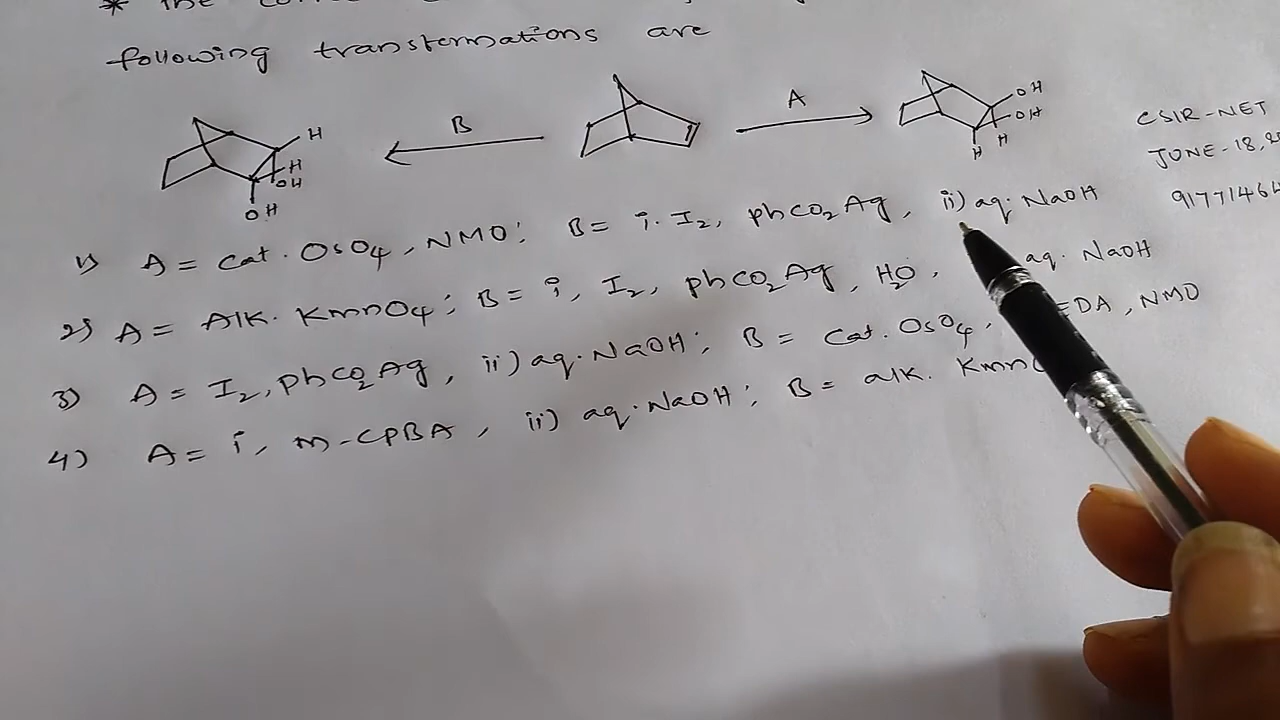 * The
following transformations are
B
A
H
H
OH
OH
OH
OH
H
H
CSIR-NET
JUNE-18,
1) A = Cat. OsO4, NMO; B = i. I2, phCO2Ag, ii) aq. NaOH
2) A = Alk. KmnO4; B = i, I2, phCO2Ag, H2O, aq. NaOH
3) A = I2, phCO2Ag, ii) aq. NaOH; B = Cat. OsO4, NMO
4) A = i, m-CPBA, ii) aq. NaOH; B = alk.